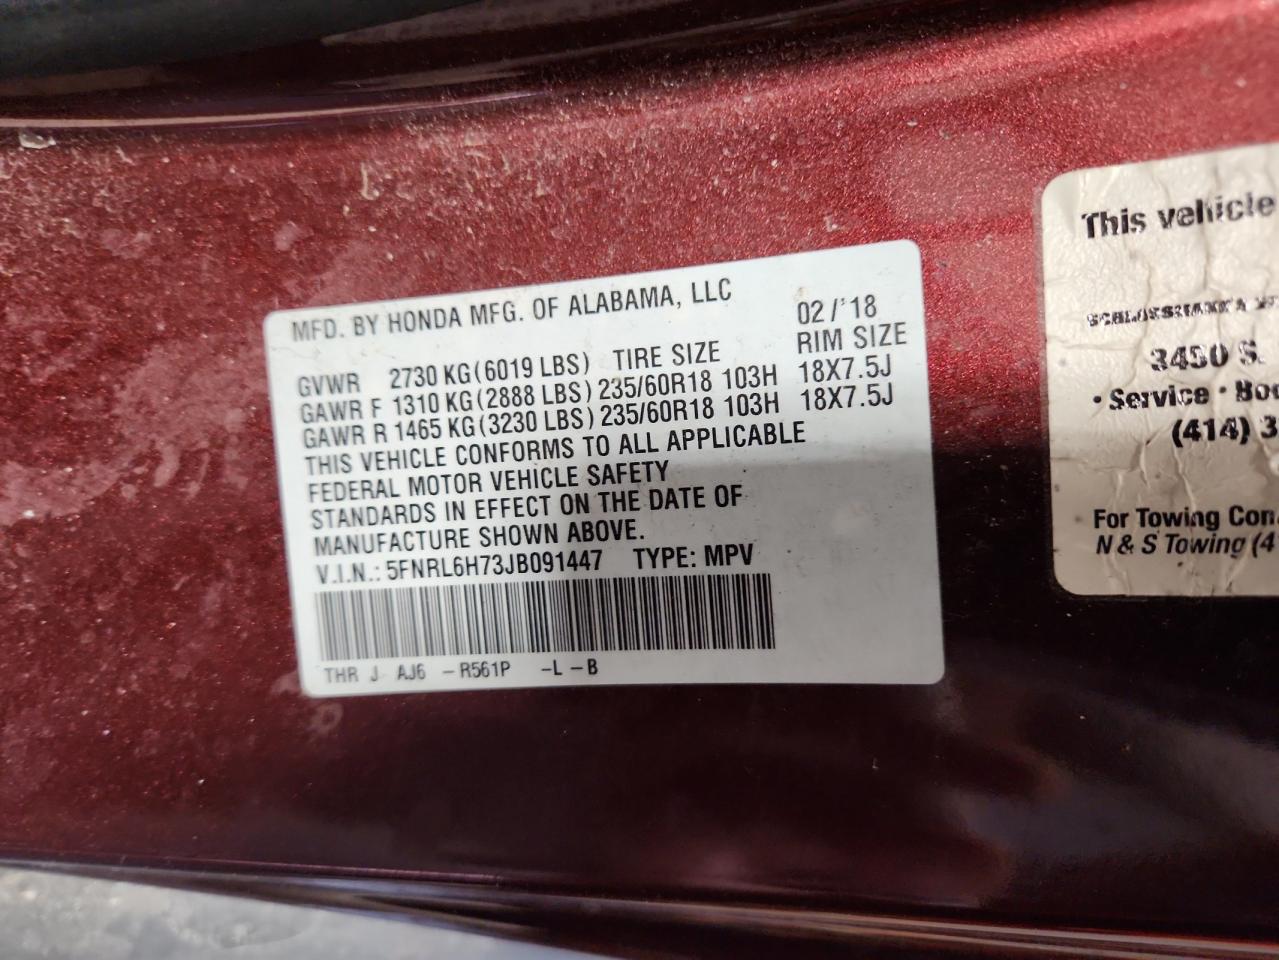 MFD. BY HONDA MFG. OF ALABAMA, LLC 02/'18
GVWR 2730 KG(6019 LBS) TIRE SIZE RIM SIZE
GAWR F 1310 KG(2888 LBS) 235/60R18 103H 18X7.5J
GAWR R 1465 KG(3230 LBS) 235/60R18 103H 18X7.5J
THIS VEHICLE CONFORMS TO ALL APPLICABLE
FEDERAL MOTOR VEHICLE SAFETY
STANDARDS IN EFFECT ON THE DATE OF
MANUFACTURE SHOWN ABOVE.
V.I.N.: 5FNRL6H73JB091447 TYPE: MPV
THR J AJ6 -R561P -L-B
This vehicle
3450 S.
• Service •
(414) 3
For Towing
N & S Towing (4